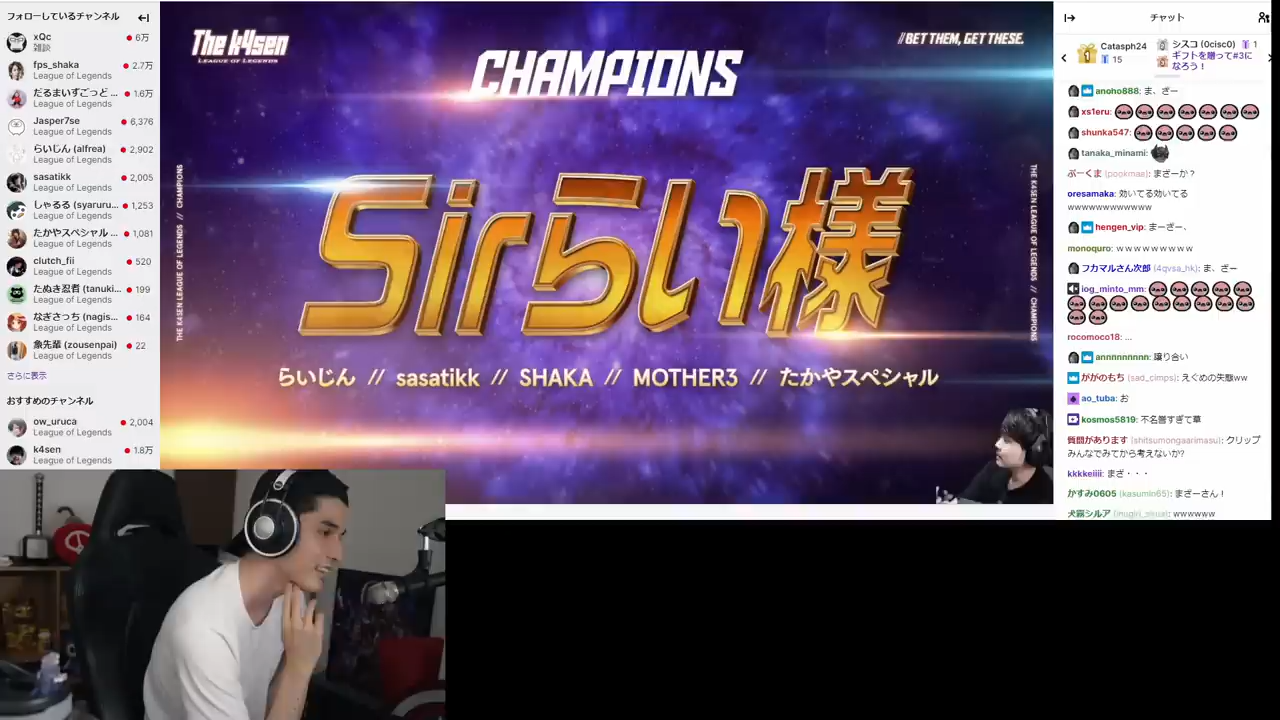 フォローしているチャンネル
xQc
6万
雑談
fps_shaka
2.7万
League of Legends
だるまいずごっど ...
1.6万
League of Legends
Jasper7se
6,376
League of Legends
らいじん (alfrea)
2,902
League of Legends
sasatikk
2,005
League of Legends
しゃるる (syaruru...
1,253
League of Legends
たかやスペシャル ...
1,081
League of Legends
clutch_fii
520
League of Legends
たぬき忍者 (tanuki...
199
League of Legends
なぎさっち (nagis...
164
League of Legends
象先輩 (zousenpai)
22
League of Legends
さらに表示
おすすめのチャンネル
ow_uruca
2,004
League of Legends
k4sen
1.8万
League of Legends
The k4sen
LEAGUE OF LEGENDS
//BET THEM, GET THESE.
CHAMPIONS
THE K4SEN LEAGUE OF LEGENDS // CHAMPIONS
Sirらい様
THE K4SEN LEAGUE OF LEGENDS // CHAMPIONS
らいじん // sasatikk // SHAKA // MOTHER3 // たかやスペシャル
チャット
Catasph24
15
シスコ (0cisc0) 1
ギフトを贈って#3に
なろう！
anoho888: ま、ざー
xs1eru:
shunka547:
tanaka_minami:
ぷーくま (pookmaa): まざーか？
oresamaka: 効いてる効いてる
wwwwwwwwwwww
hengen_vip: まーざー、
monoquro: ｗｗｗｗｗｗｗｗｗ
フカマルさん次郎 (4qvsa_hk): ま、ざー
iog_minto_mm:
rocomoco18: ...
annnnnnnnn: 譲り合い
ががのもち (sad_cimps): えぐめの失態ww
ao_tuba: お
kosmos5819: 不名誉すぎて草
質問があります (shitsumongaarimasu): クリップ
みんなでみてから考えないか?
kkkkeiiii: まざ・・・
かすみ0605 (kasumin65): まざーさん！
犬霧シルア (inugiri_sirua): wwwwww